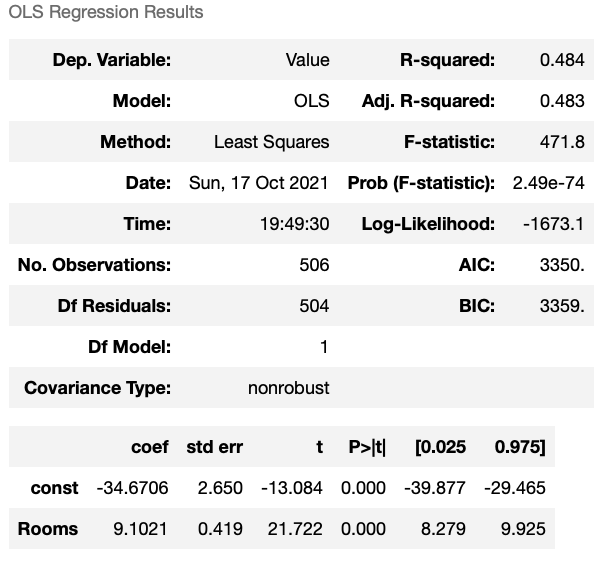 OLS Regression Results
Dep. Variable: Value R-squared: 0.484
Model: OLS Adj. R-squared: 0.483
Method: Least Squares F-statistic: 471.8
Date: Sun, 17 Oct 2021 Prob (F-statistic): 2.49e-74
Time: 19:49:30 Log-Likelihood: -1673.1
No. Observations: 506 AIC: 3350.
Df Residuals: 504 BIC: 3359.
Df Model: 1
Covariance Type: nonrobust
coef std err t P>|t| [0.025 0.975]
const -34.6706 2.650 -13.084 0.000 -39.877 -29.465
Rooms 9.1021 0.419 21.722 0.000 8.279 9.925